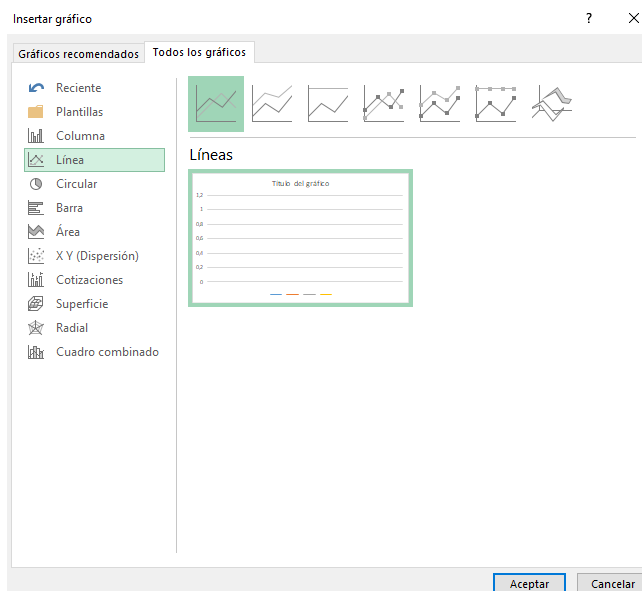 Insertar gráfico
?
Gráficos recomendados
Todos los gráficos
Reciente
Plantillas
Columna
Línea
Circular
Barra
Área
X Y (Dispersión)
Cotizaciones
Superficie
Radial
Cuadro combinado
Líneas
Título del gráfico
1,2
1
0,8
0,6
0,4
0,2
0
Aceptar
Cancelar